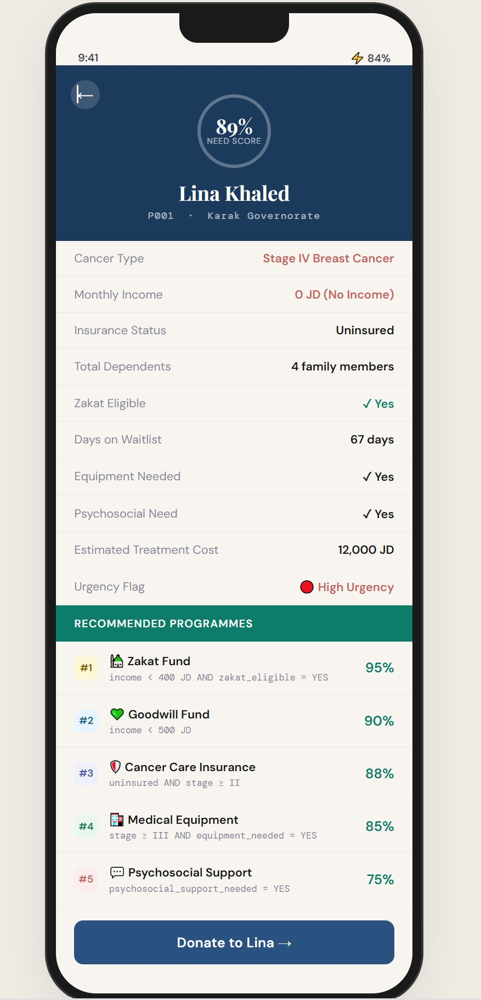 9:41 ⚡ 84%
←
89%
NEED SCORE
Lina Khaled
P001 · Karak Governorate
Cancer Type Stage IV Breast Cancer
Monthly Income 0 JD (No Income)
Insurance Status Uninsured
Total Dependents 4 family members
Zakat Eligible ✓ Yes
Days on Waitlist 67 days
Equipment Needed ✓ Yes
Psychosocial Need ✓ Yes
Estimated Treatment Cost 12,000 JD
Urgency Flag 🔴 High Urgency
RECOMMENDED PROGRAMMES
#1 🕌 Zakat Fund 95%
income < 400 JD AND zakat_eligible = YES
#2 💚 Goodwill Fund 90%
income < 500 JD
#3 🛡 Cancer Care Insurance 88%
uninsured AND stage ≥ II
#4 🏥 Medical Equipment 85%
stage ≥ III AND equipment_needed = YES
#5 💬 Psychosocial Support 75%
psychosocial_support_needed = YES
Donate to Lina →